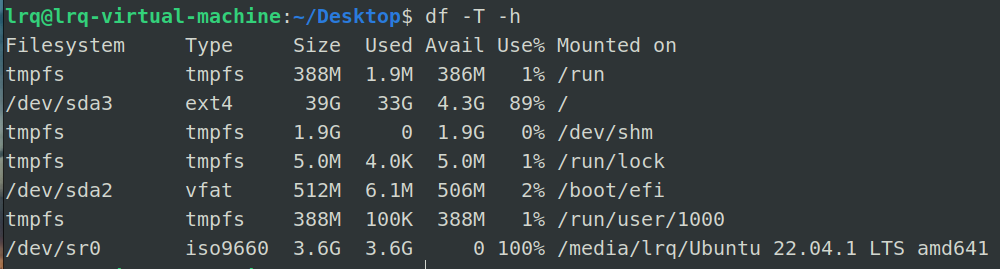 lrq@lrq-virtual-machine:~/Desktop$ df -T -h
Filesystem     Type     Size  Used Avail Use% Mounted on
tmpfs          tmpfs    388M  1.9M  386M   1% /run
/dev/sda3      ext4      39G   33G  4.3G  89% /
tmpfs          tmpfs    1.9G     0  1.9G   0% /dev/shm
tmpfs          tmpfs    5.0M  4.0K  5.0M   1% /run/lock
/dev/sda2      vfat     512M  6.1M  506M   2% /boot/efi
tmpfs          tmpfs    388M  100K  388M   1% /run/user/1000
/dev/sr0       iso9660  3.6G  3.6G     0 100% /media/lrq/Ubuntu 22.04.1 LTS amd641